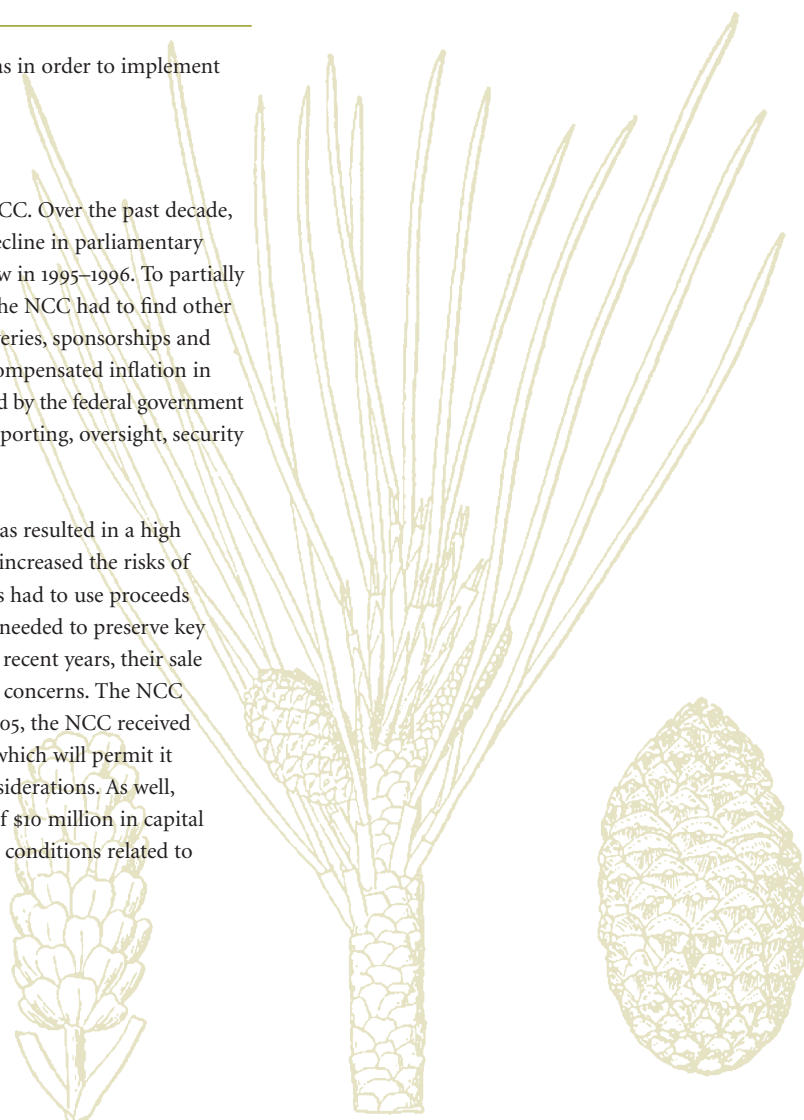 as in order to implement
CC. Over the past decade,
ecline in parliamentary
w in 1995–1996. To partially
he NCC had to find other
veries, sponsorships and
ompensated inflation in
d by the federal government
porting, oversight, security
as resulted in a high
increased the risks of
s had to use proceeds
needed to preserve key
recent years, their sale
concerns. The NCC
05, the NCC received
which will permit it
siderations. As well,
f $10 million in capital
conditions related to